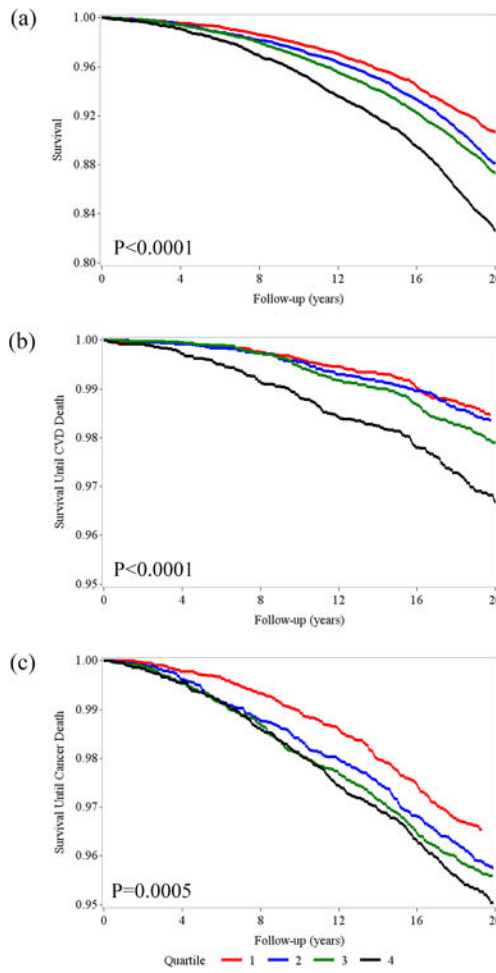 (a)
1.00
0.96
0.92
0.88
0.84
0.80
Survival
P<0.0001
0 4 8 12 16 20
Follow-up (years)
(b)
1.00
0.99
0.98
0.97
0.96
0.95
Survival Until CVD Death
P<0.0001
0 4 8 12 16 20
Follow-up (years)
(c)
1.00
0.99
0.98
0.97
0.96
0.95
Survival Until Cancer Death
P=0.0005
0 4 8 12 16 20
Follow-up (years)
Quartile 1 2 3 4